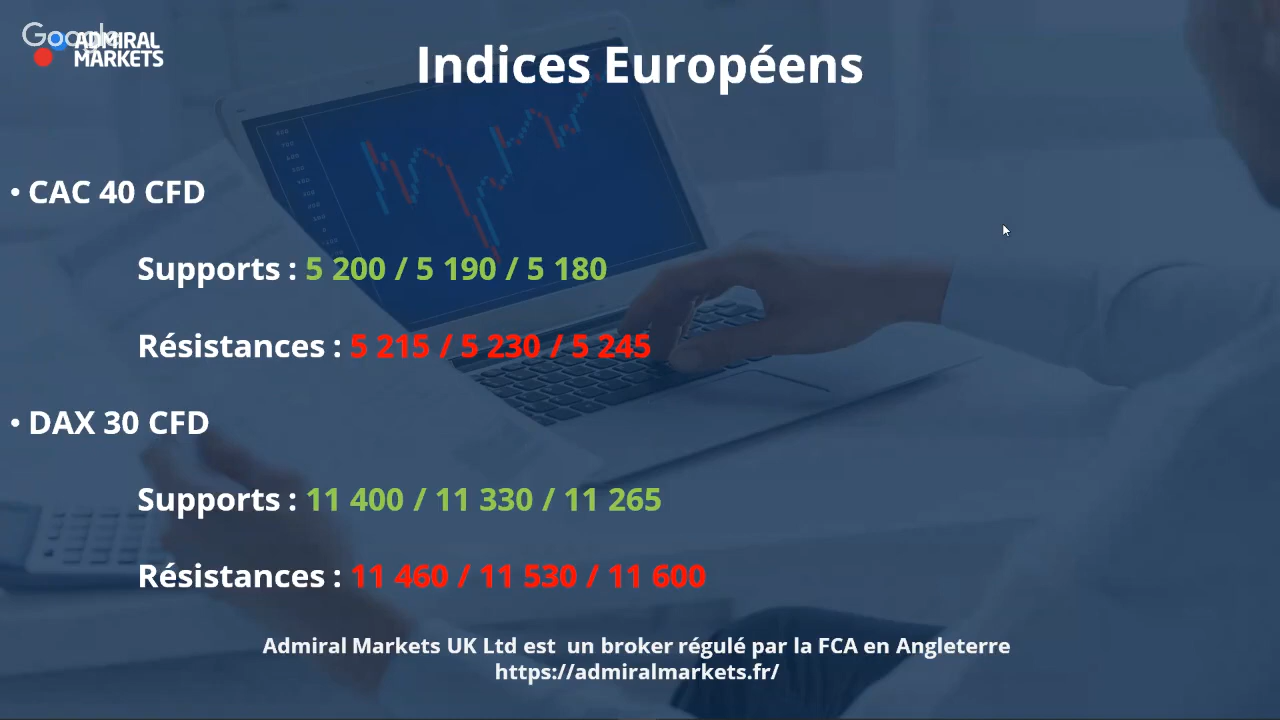 Google
ADMIRAL
MARKETS
Indices Européens
• CAC 40 CFD
Supports : 5 200 / 5 190 / 5 180
Résistances : 5 215 / 5 230 / 5 245
• DAX 30 CFD
Supports : 11 400 / 11 330 / 11 265
Résistances : 11 460 / 11 530 / 11 600
Admiral Markets UK Ltd est un broker régulé par la FCA en Angleterre
https://admiralmarkets.fr/